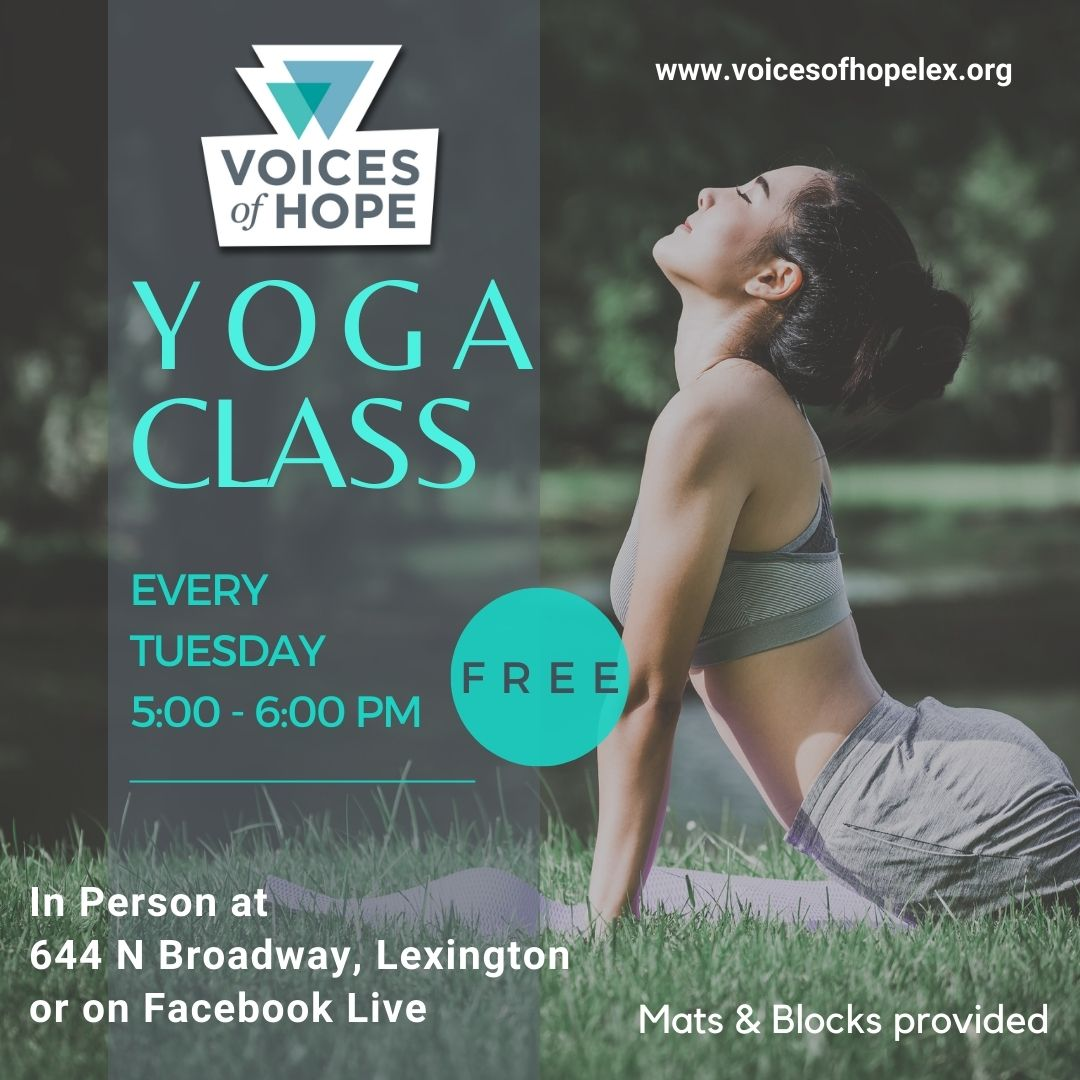 www.voicesofhopelex.org
VOICES
of HOPE
YOGA
CLASS
EVERY
TUESDAY
5:00 - 6:00 PM
FREE
In Person at
644 N Broadway, Lexington
or on Facebook Live
Mats & Blocks provided